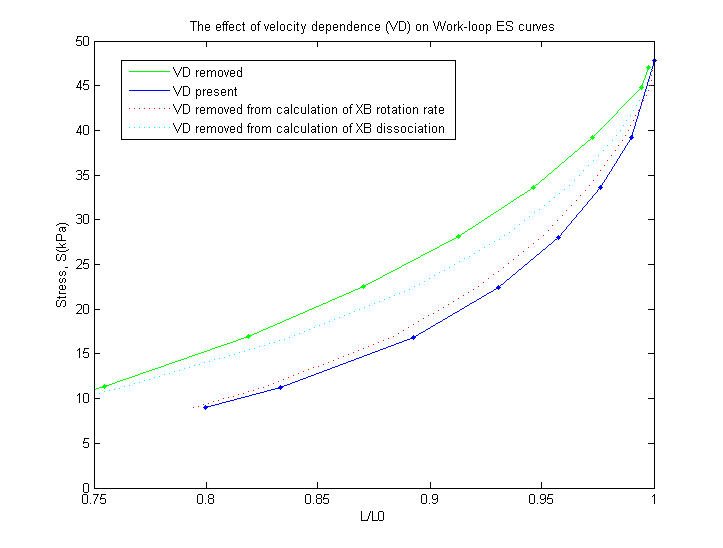 The effect of velocity dependence (VD) on Work-loop ES curves
50
45
40
35
30
25
20
15
10
5
0
Stress, S(kPa)
VD removed
VD present
VD removed from calculation of XB rotation rate
VD removed from calculation of XB dissociation
0.75 0.8 0.85 0.9 0.95 1
L/L0